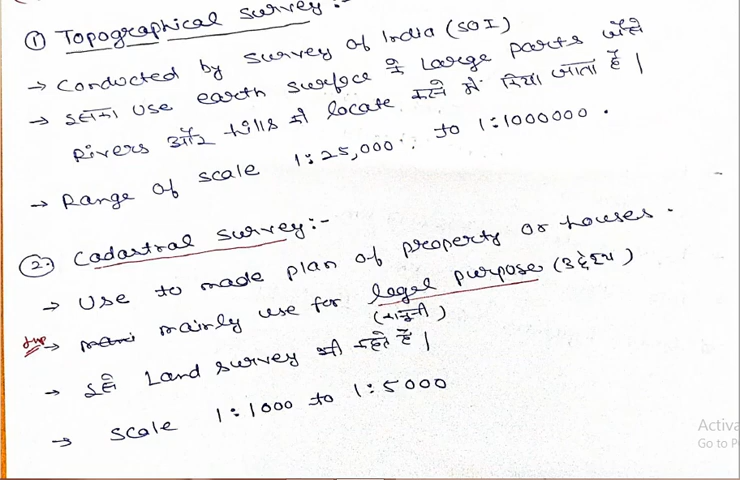 ① Topographical survey:-
→ Conducted by Survey of India (SOI)
→ इसका use earth surface के large parts जैसे
Rivers और hills को locate करने में किया जाता है।
→ Range of scale 1:25,000 to 1:1000000.
②. Cadastral survey:-
→ Use to made plan of property or houses.
Imp → mainly use for legal purpose (उद्देश्य)
(कानूनी)
→ इसे Land survey भी कहते हैं।
→ scale 1:1000 to 1:5000
Activa
Go to P